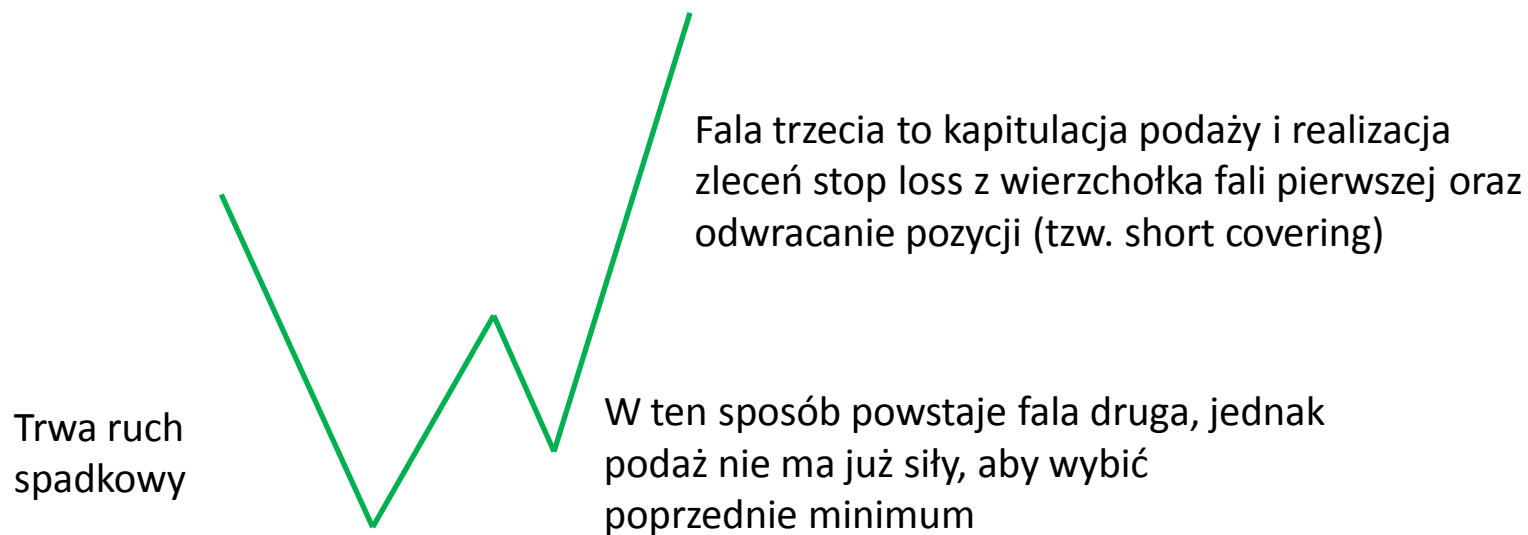 Fala trzecia to kapitulacja podaży i realizacja
zleceń stop loss z wierzchołka fali pierwszej oraz
odwracanie pozycji (tzw. short covering)
Trwa ruch
spadkowy
W ten sposób powstaje fala druga, jednak
podaż nie ma już siły, aby wybić
poprzednie minimum